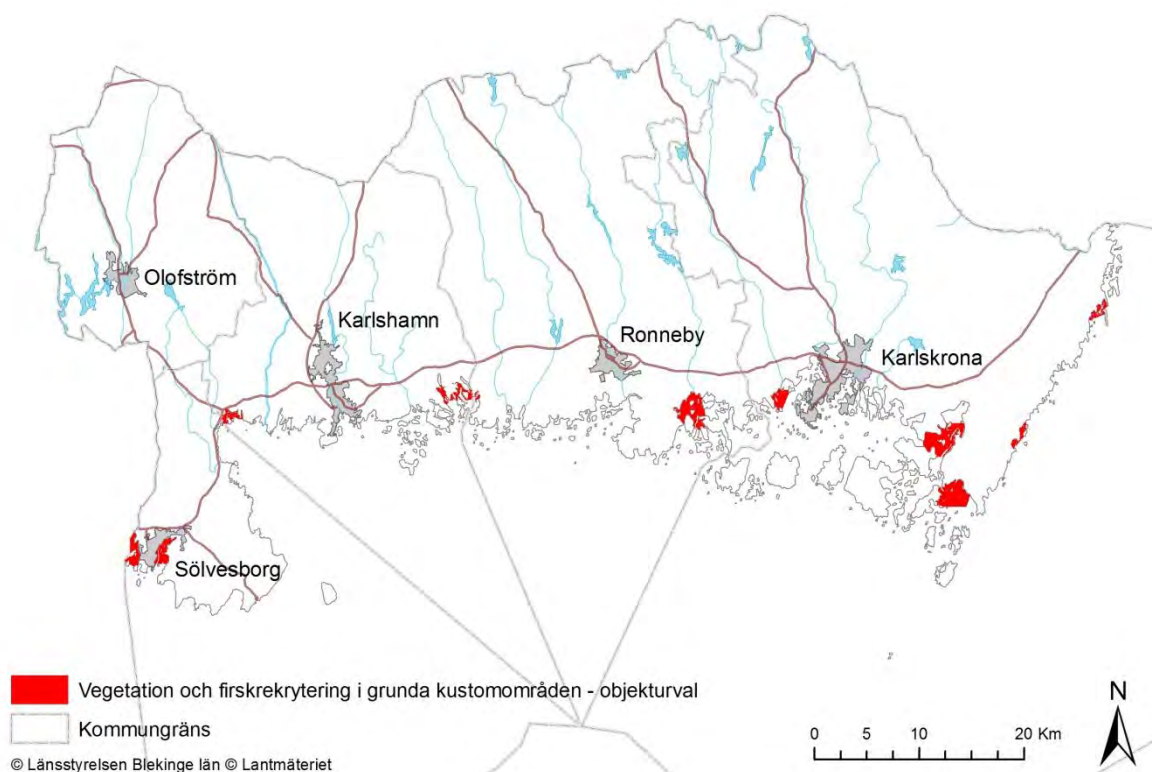 Olofström
Karlshamn
Ronneby
Karlskrona
Sölvesborg
Vegetation och firskrekrytering i grunda kustomområden - objekturval
Kommungräns
© Länsstyrelsen Blekinge län © Lantmäteriet
0 5 10 20 Km
N